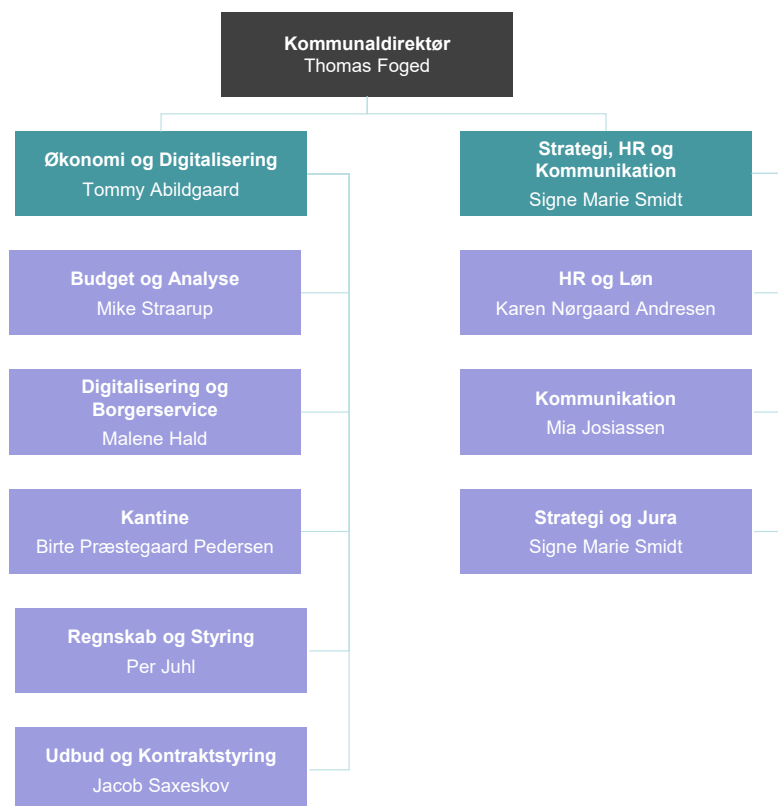 Kommunaldirektør
Thomas Foged
Økonomi og Digitalisering
Tommy Abildgaard
Strategi, HR og
Kommunikation
Signe Marie Smidt
Budget og Analyse
Mike Straarup
HR og Løn
Karen Nørgaard Andresen
Digitalisering og
Borgerservice
Malene Hald
Kommunikation
Mia Josiassen
Kantine
Birte Præstegaard Pedersen
Strategi og Jura
Signe Marie Smidt
Regnskab og Styring
Per Juhl
Udbud og Kontraktstyring
Jacob Saxeskov